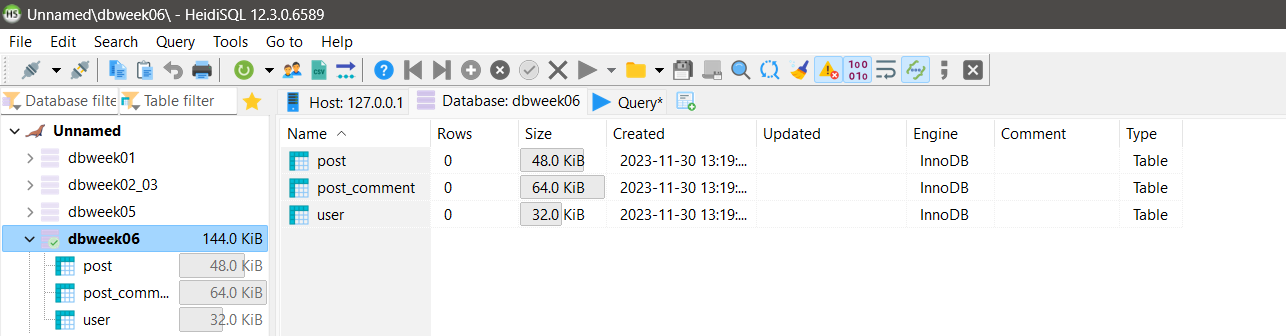 Unnamed\dbweek06\ - HeidiSQL 12.3.0.6589
File Edit Search Query Tools Go to Help
Database filte Table filter Host: 127.0.0.1 Database: dbweek06 Query*
Unnamed
dbweek01
dbweek02_03
dbweek05
dbweek06 144.0 KiB
post 48.0 KiB
post_comm... 64.0 KiB
user 32.0 KiB
Name Rows Size Created Updated Engine Comment Type
post 0 48.0 KiB 2023-11-30 13:19:... InnoDB Table
post_comment 0 64.0 KiB 2023-11-30 13:19:... InnoDB Table
user 0 32.0 KiB 2023-11-30 13:19:... InnoDB Table